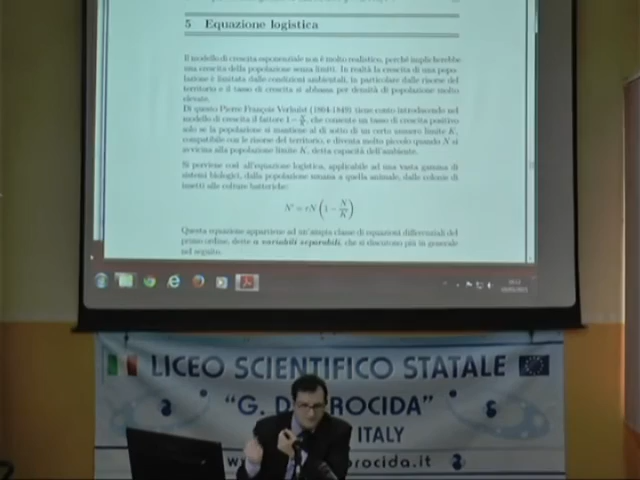 5 Equazione logistica
Il modello di crescita esponenziale non è molto realistico, perché implicherebbe
una crescita della popolazione senza limiti. In realtà la crescita di una popo-
lazione è limitata dalle condizioni ambientali, in particolare dalle risorse del
territorio e il tasso di crescita si abbassa per densità di popolazione molto
elevate.
Di questo Pierre François Verhulst (1804-1849) tiene conto introducendo nel
modello di crescita il fattore 1 − N/K, che consente un tasso di crescita positivo
solo se la popolazione si mantiene al di sotto di un certo numero limite K,
compatibile con le risorse del territorio, e diventa molto piccolo quando N si
avvicina alla popolazione limite K, detta capacità dell'ambiente.
Si perviene così all'equazione logistica, applicabile ad una vasta gamma di
sistemi biologici, dalla popolazione umana a quella animale, dalle colonie di
insetti alle culture batteriche:
N' = rN (1 − N/K)
Questa equazione appartiene ad un'ampia classe di equazioni differenziali del
primo ordine, dette a variabili separabili, che si discutono più in generale
nel seguito.
LICEO SCIENTIFICO STATALE
"G. D ROCIDA"
ITALY
rocida.it